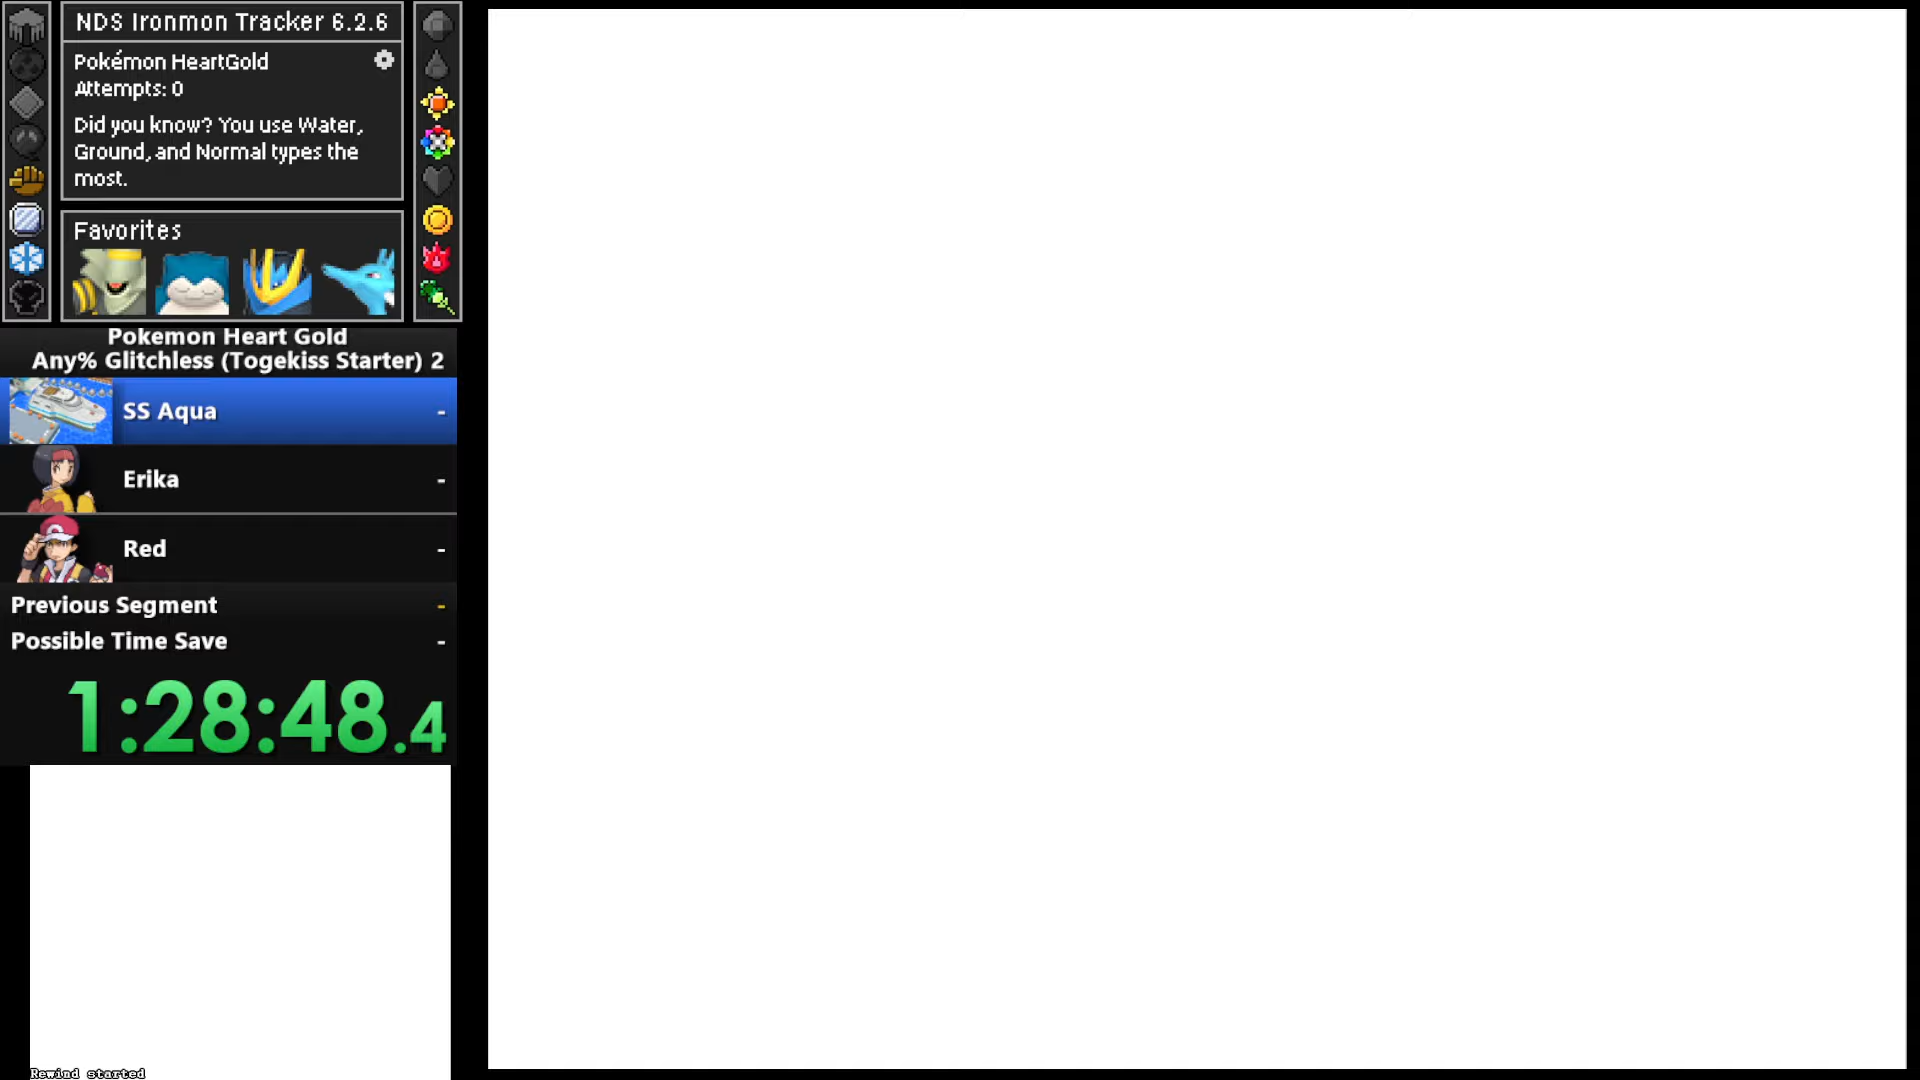 NDS Ironmon Tracker 6.2.6
Pokémon HeartGold
Attempts: 0
Did you know? You use Water,
Ground, and Normal types the
most.
Favorites
Pokemon Heart Gold
Any% Glitchless (Togekiss Starter) 2
SS Aqua -
Erika -
Red -
Previous Segment -
Possible Time Save -
1:28:48.4
Rewind started